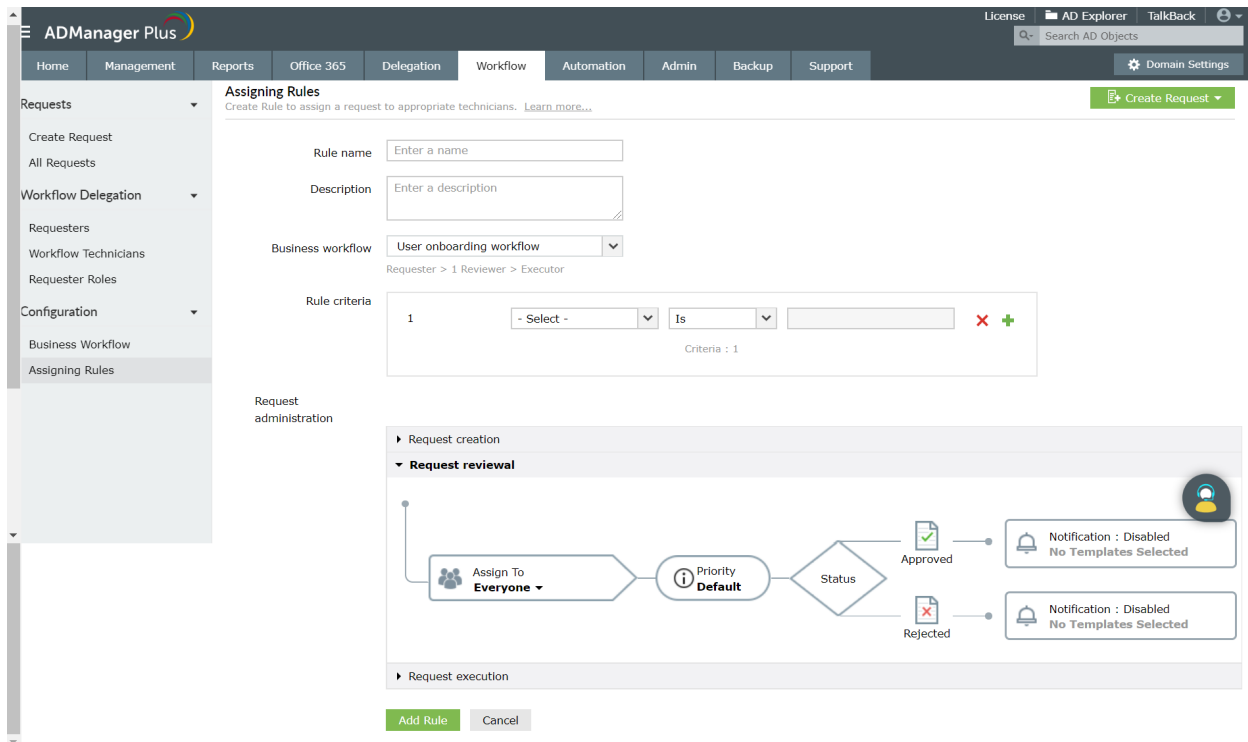 License AD Explorer TalkBack
ADManager Plus
Search AD Objects
Home Management Reports Office 365 Delegation Workflow Automation Admin Backup Support Domain Settings
Requests
Create Request
All Requests
Workflow Delegation
Requesters
Workflow Technicians
Requester Roles
Configuration
Business Workflow
Assigning Rules
Assigning Rules
Create Rule to assign a request to appropriate technicians. Learn more...
Create Request
Rule name Enter a name
Description Enter a description
Business workflow User onboarding workflow
Requester > 1 Reviewer > Executor
Rule criteria
1 - Select - Is
Criteria : 1
Request
administration
Request creation
Request reviewal
Assign To
Everyone
Priority
Default
Status
Approved
Notification : Disabled
No Templates Selected
Rejected
Notification : Disabled
No Templates Selected
Request execution
Add Rule Cancel